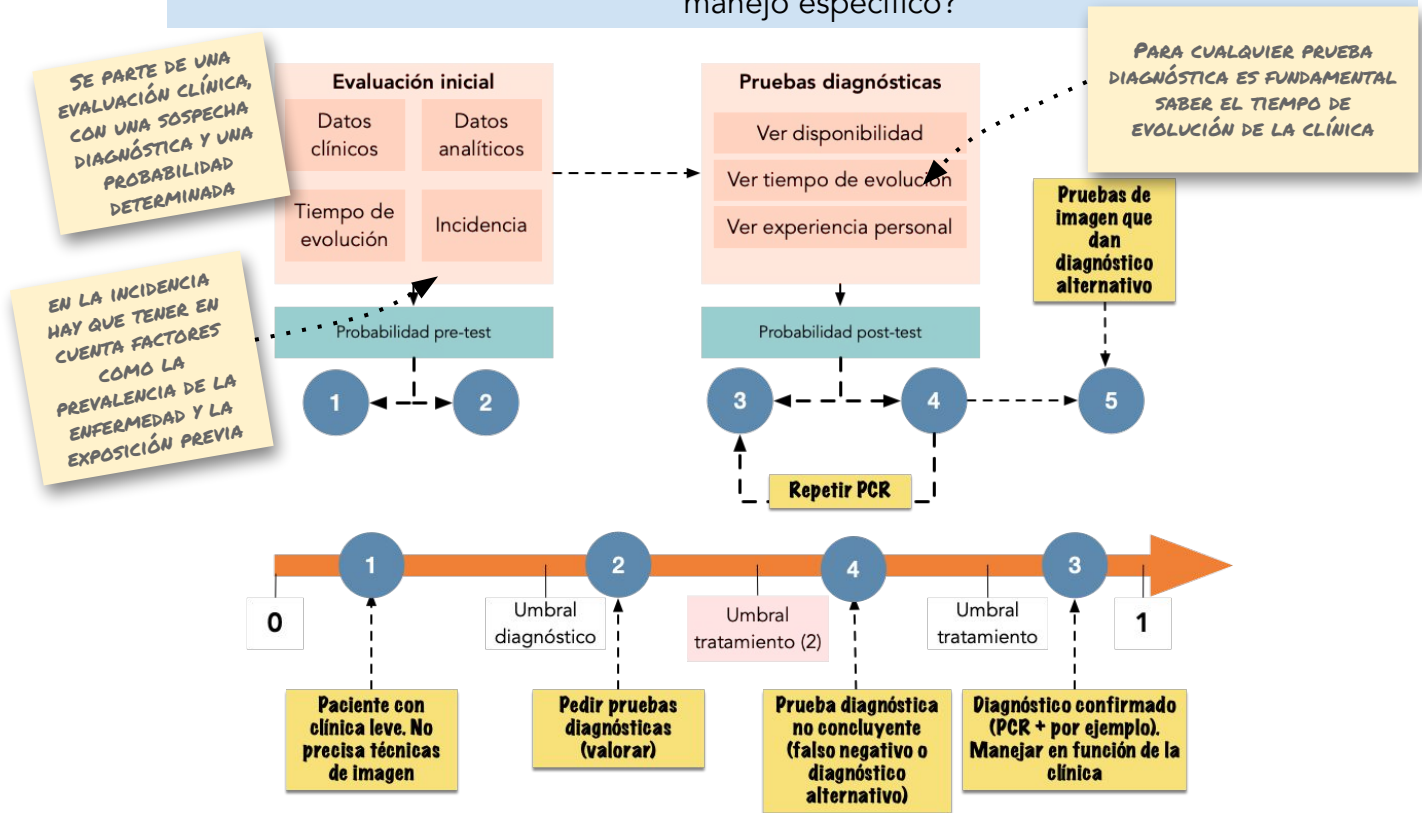 manejo específico?
SE PARTE DE UNA
EVALUACIÓN CLÍNICA,
CON UNA SOSPECHA
DIAGNÓSTICA Y UNA
PROBABILIDAD
DETERMINADA
Evaluación inicial
Datos
clínicos
Datos
analíticos
Tiempo de
evolución
Incidencia
Pruebas diagnósticas
Ver disponibilidad
Ver tiempo de evolución
Ver experiencia personal
PARA CUALQUIER PRUEBA
DIAGNÓSTICA ES FUNDAMENTAL
SABER EL TIEMPO DE
EVOLUCIÓN DE LA CLÍNICA
Pruebas de
imagen que
dan
diagnóstico
alternativo
EN LA INCIDENCIA
HAY QUE TENER EN
CUENTA FACTORES
COMO LA
PREVALENCIA DE LA
ENFERMEDAD Y LA
EXPOSICIÓN PREVIA
Probabilidad pre-test
Probabilidad post-test
1
2
3
4
5
Repetir PCR
1
2
4
3
0
Umbral
diagnóstico
Umbral
tratamiento (2)
Umbral
tratamiento
1
Paciente con
clínica leve. No
precisa técnicas
de imagen
Pedir pruebas
diagnósticas
(valorar)
Prueba diagnóstica
no concluyente
(falso negativo o
diagnóstico
alternativo)
Diagnóstico confirmado
(PCR + por ejemplo).
Manejar en función de la
clínica